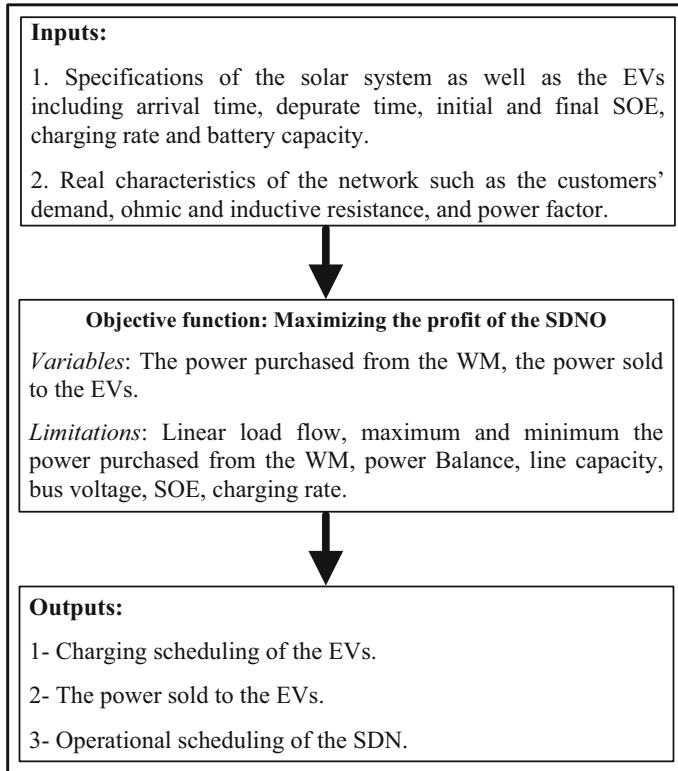 Inputs:
1. Specifications of the solar system as well as the EVs
including arrival time, depurate time, initial and final SOE,
charging rate and battery capacity.
2. Real characteristics of the network such as the customers’
demand, ohmic and inductive resistance, and power factor.
Objective function: Maximizing the profit of the SDNO
Variables: The power purchased from the WM, the power sold
to the EVs.
Limitations: Linear load flow, maximum and minimum the
power purchased from the WM, power Balance, line capacity,
bus voltage, SOE, charging rate.
Outputs:
1- Charging scheduling of the EVs.
2- The power sold to the EVs.
3- Operational scheduling of the SDN.